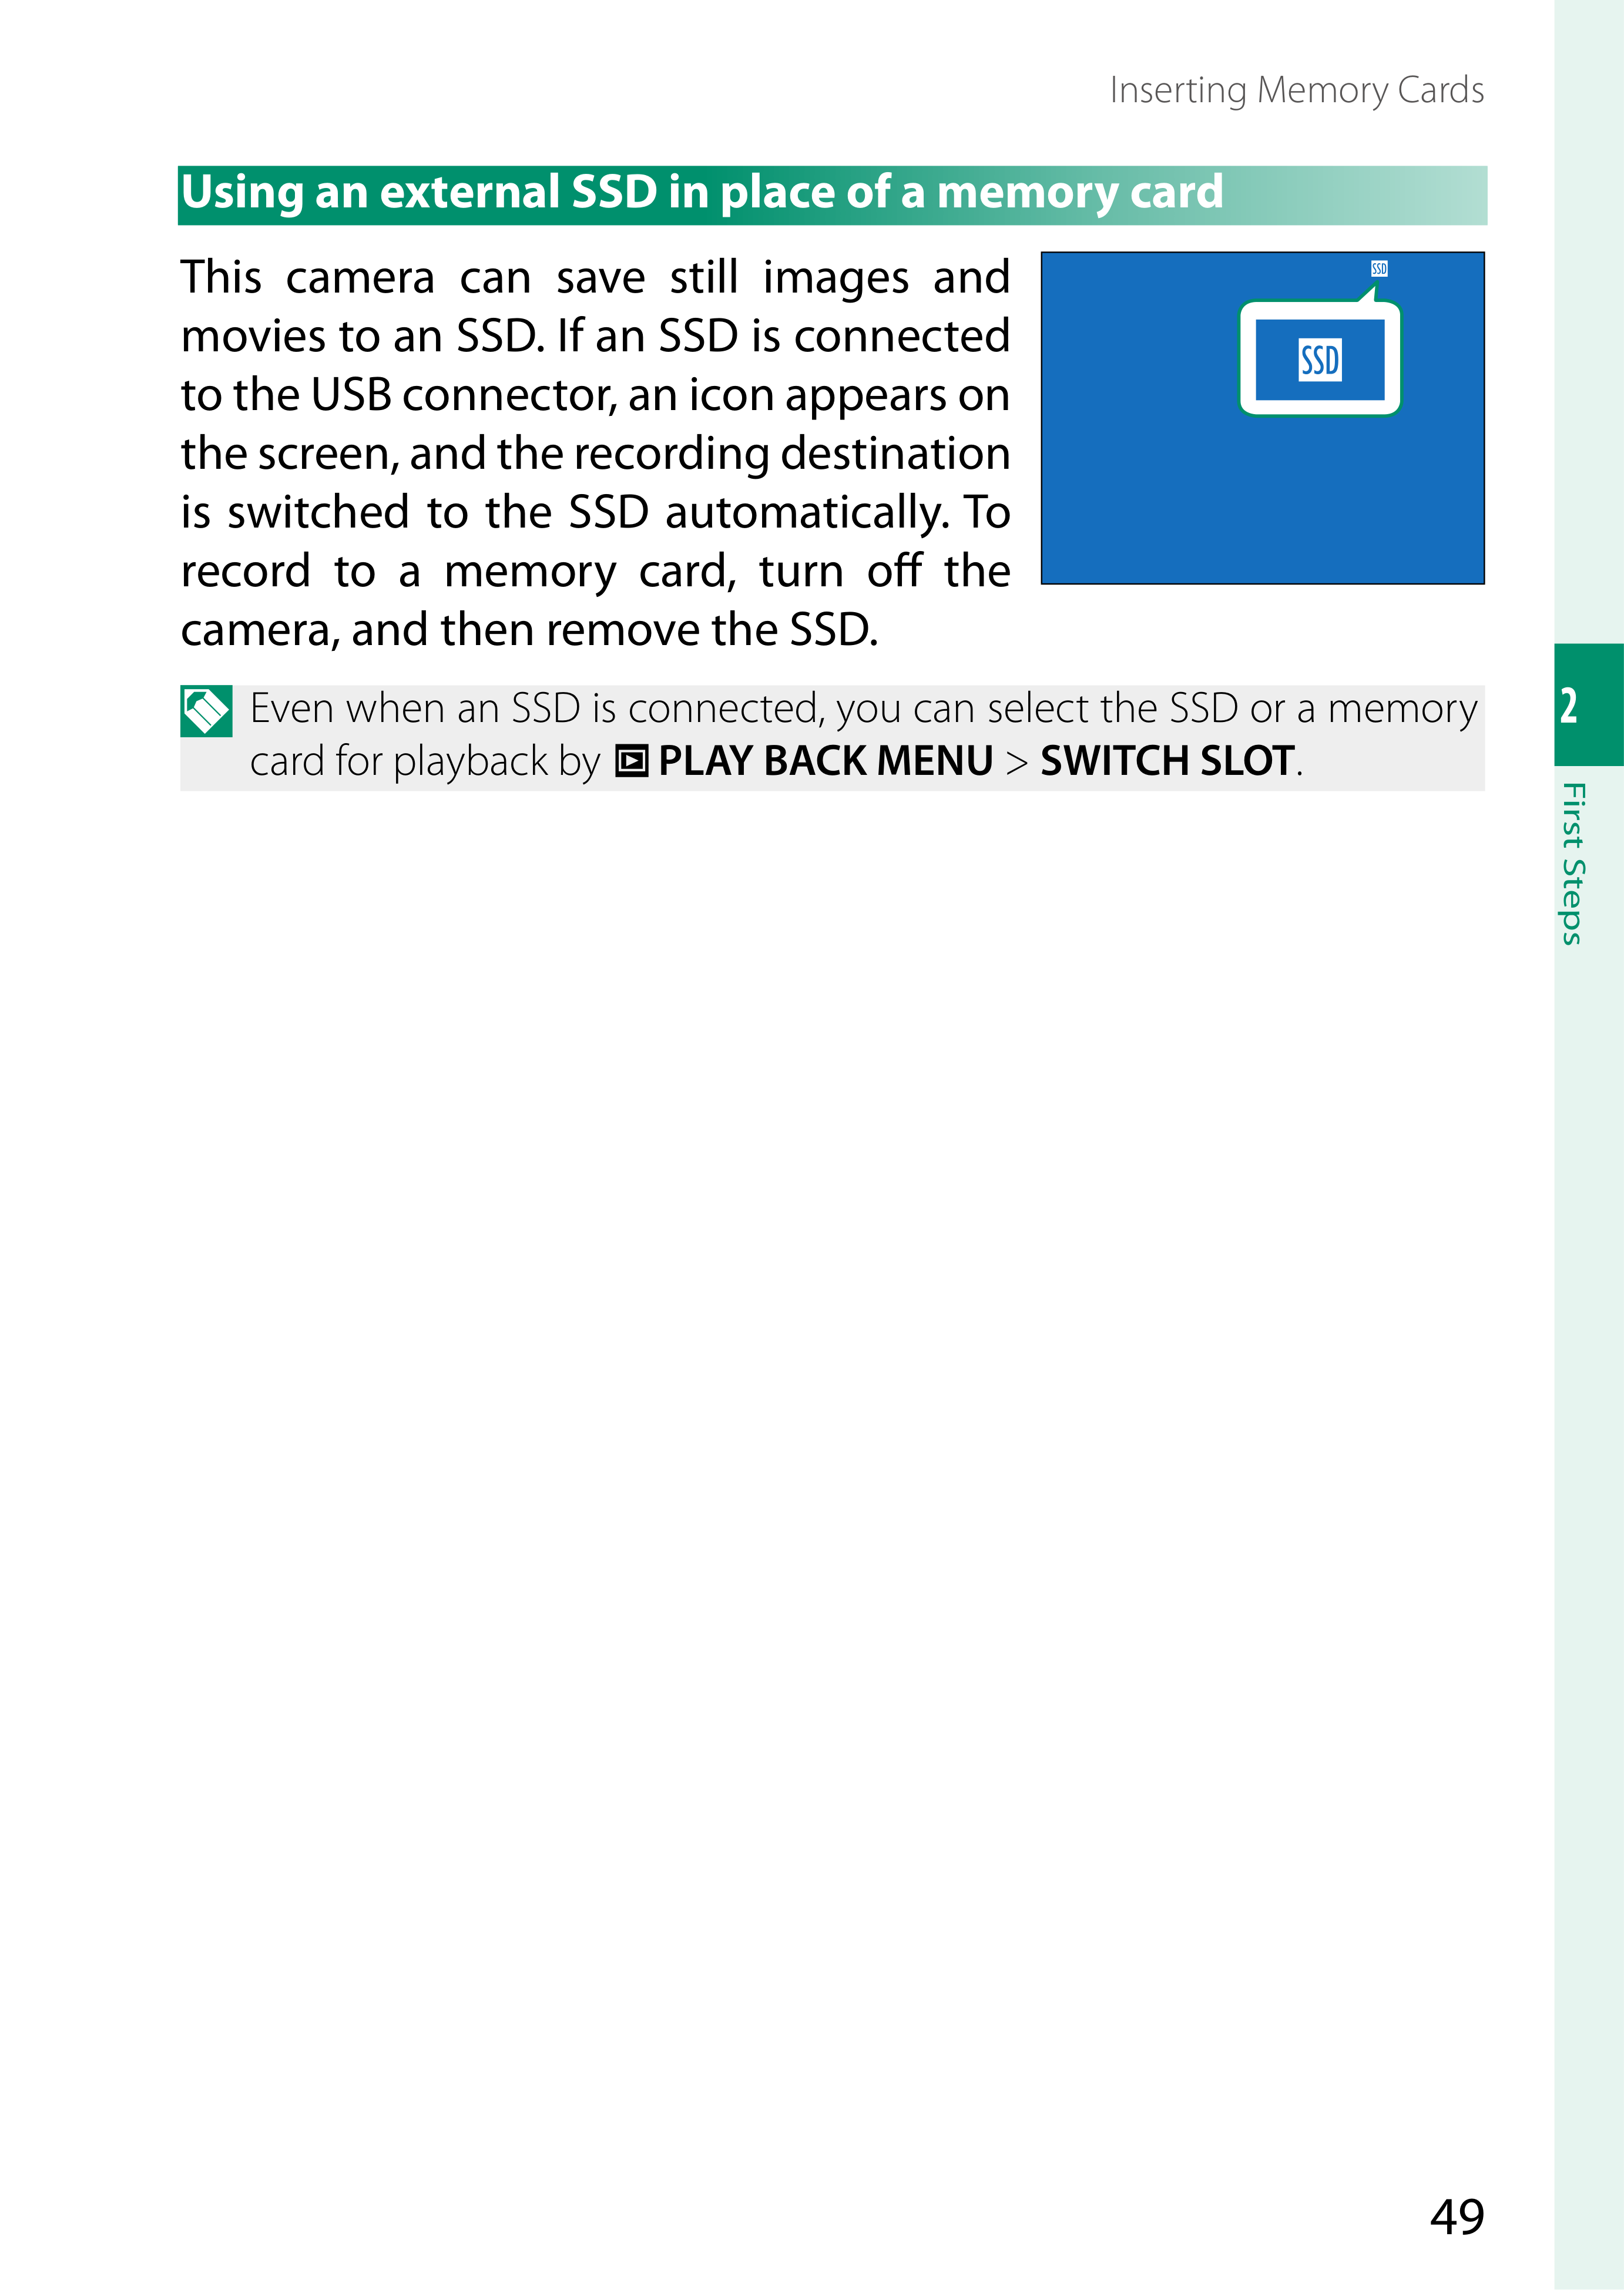 Inserting Memory Cards
Using an external SSD in place of a memory card
This camera can save still images and
movies to an SSD. If an SSD is connected
to the USB connector, an icon appears on
the screen, and the recording destination
is switched to the SSD automatically. To
record to a memory card, turn off the
camera, and then remove the SSD.
SSD
SSD
Even when an SSD is connected, you can select the SSD or a memory
card for playback by PLAY BACK MENU > SWITCH SLOT.
2
First Steps
49